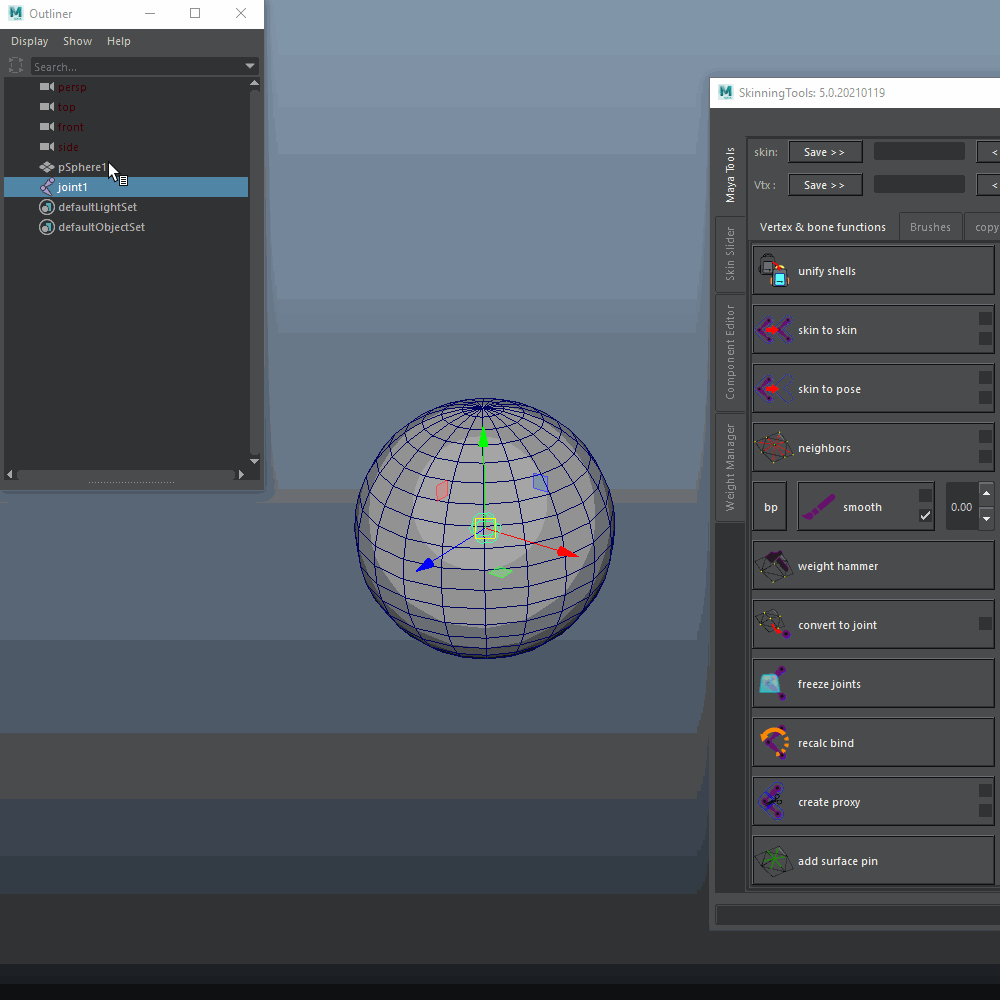 Outliner
Display Show Help
Search...
persp
top
front
side
pSphere1
joint1
defaultLightSet
defaultObjectSet
SkinningTools: 5.0.20210119
Maya Tools
Skin Slider
Component Editor
Weight Manager
skin: Save >> <
Vtx : Save >> <
Vertex & bone functions Brushes copy
unify shells
skin to skin
skin to pose
neighbors
bp smooth 0.00
weight hammer
convert to joint
freeze joints
recalc bind
create proxy
add surface pin